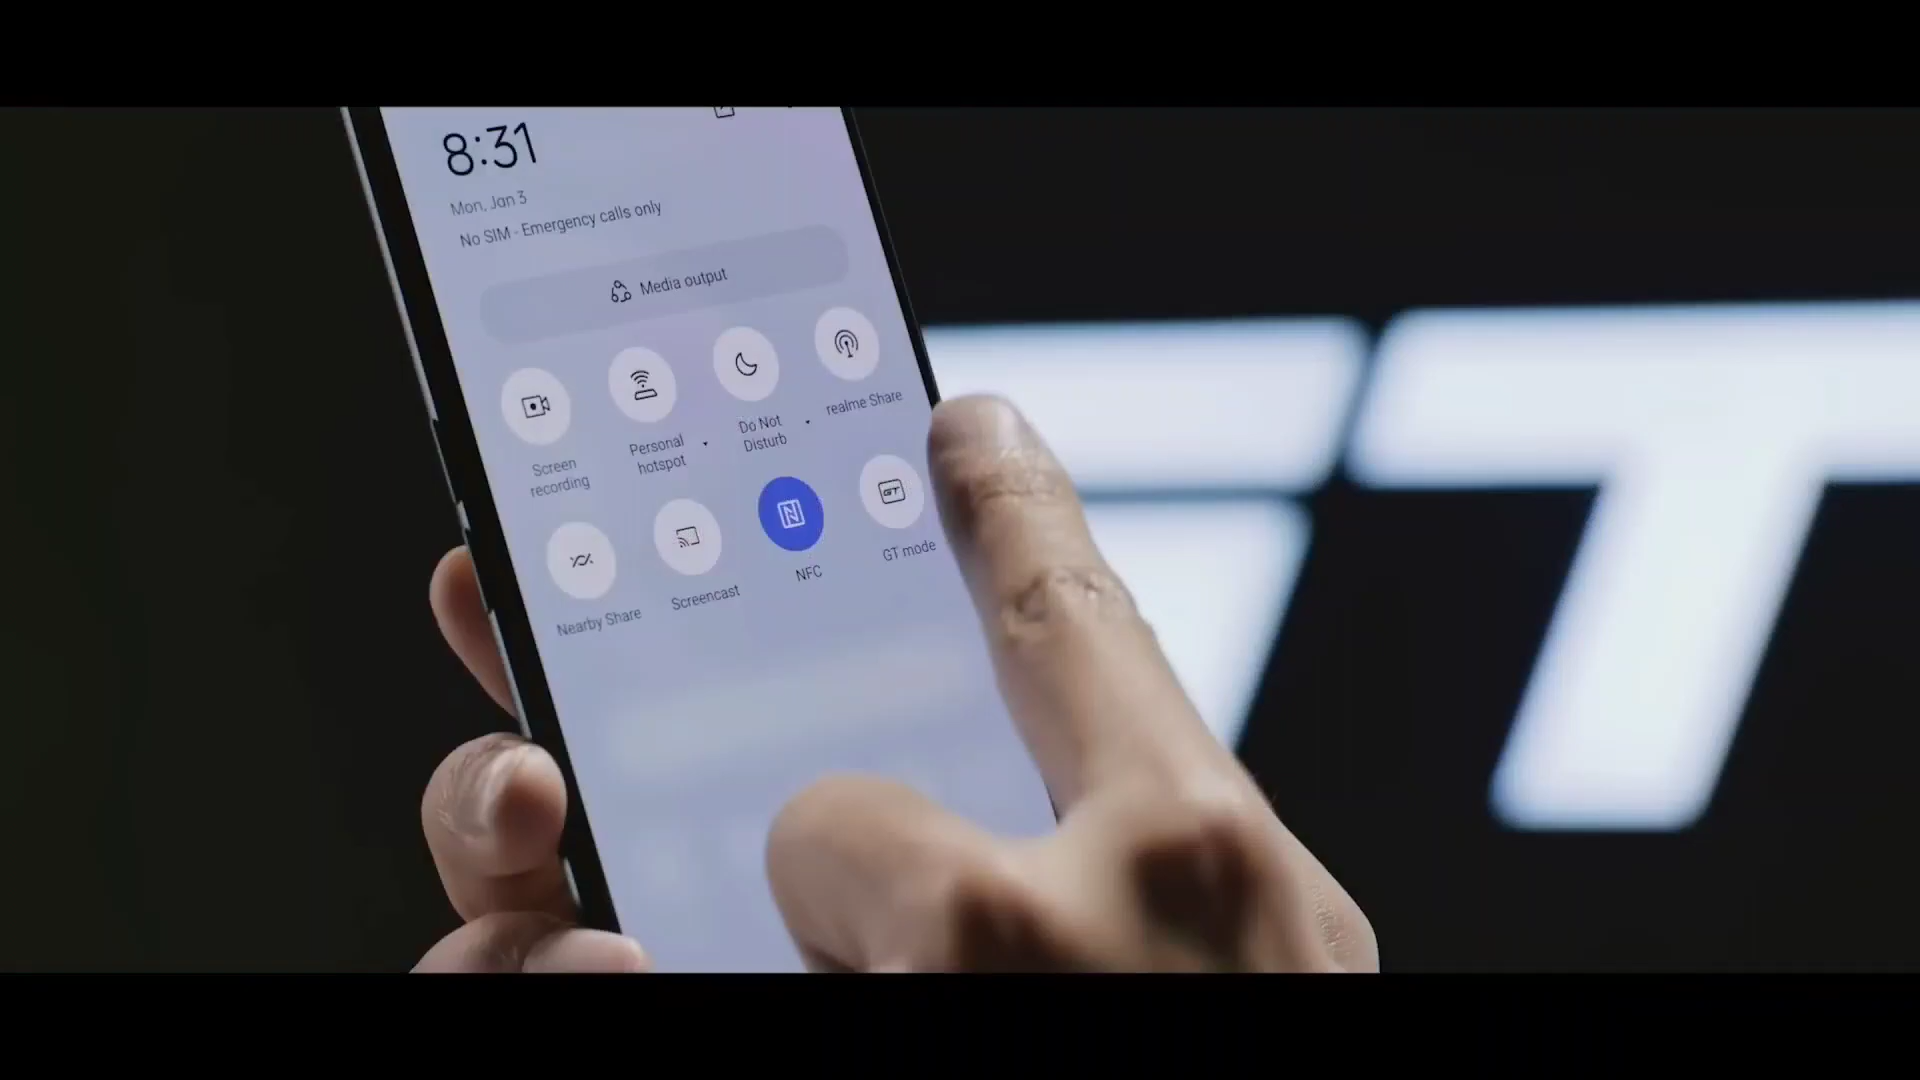 8:31
Mon, Jan 3
No SIM - Emergency calls only
Media output
Screen
recording
Personal
hotspot
Do Not
Disturb
realme Share
Nearby Share
Screencast
NFC
GT
GT mode
GT